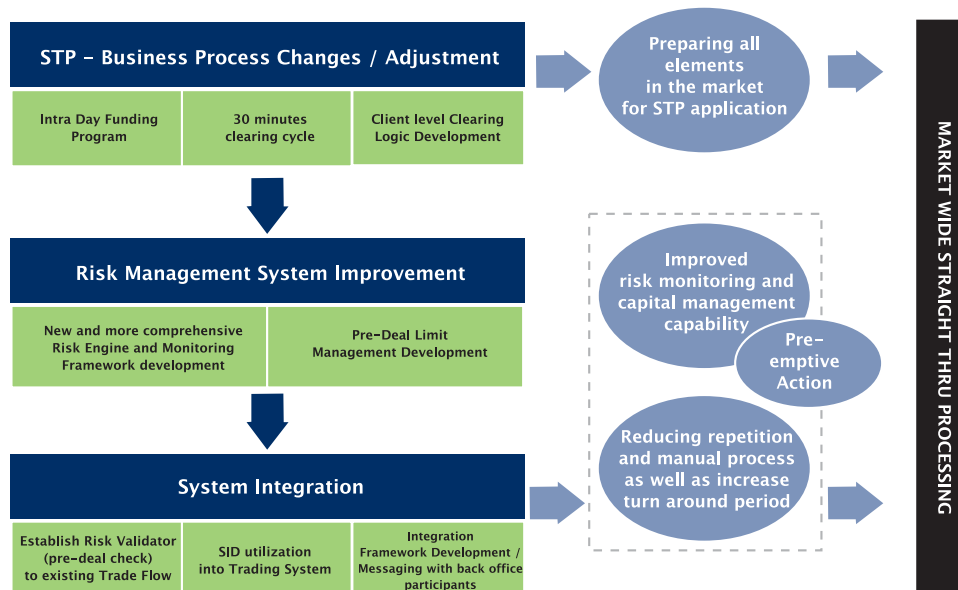 STP – Business Process Changes / Adjustment
Intra Day Funding
Program
30 minutes
clearing cycle
Client level Clearing
Logic Development
Preparing all
elements
in the market
for STP application
Risk Management System Improvement
New and more comprehensive
Risk Engine and Monitoring
Framework development
Pre-Deal Limit
Management Development
Improved
risk monitoring and
capital management
capability
Pre-
emptive
Action
System Integration
Establish Risk Validator
(pre-deal check)
to existing Trade Flow
SID utilization
into Trading System
Integration
Framework Development /
Messaging with back office
participants
Reducing repetition
and manual process
as well as increase
turn around period
MARKET WIDE STRAIGHT THRU PROCESSING